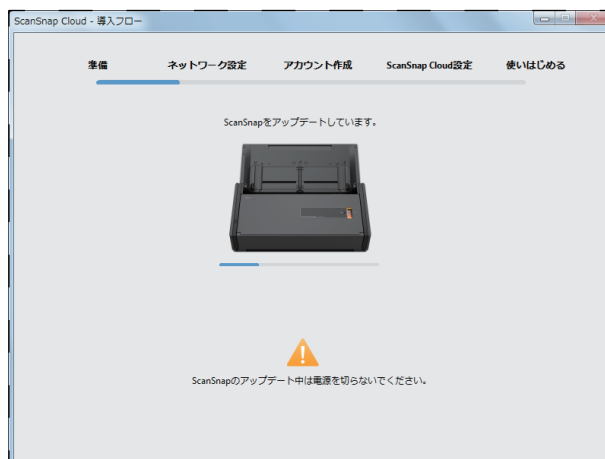 ScanSnap Cloud - 導入フロー
準備 ネットワーク設定 アカウント作成 ScanSnap Cloud設定 使いはじめる
ScanSnapをアップデートしています。
ScanSnapのアップデート中は電源を切らないでください。